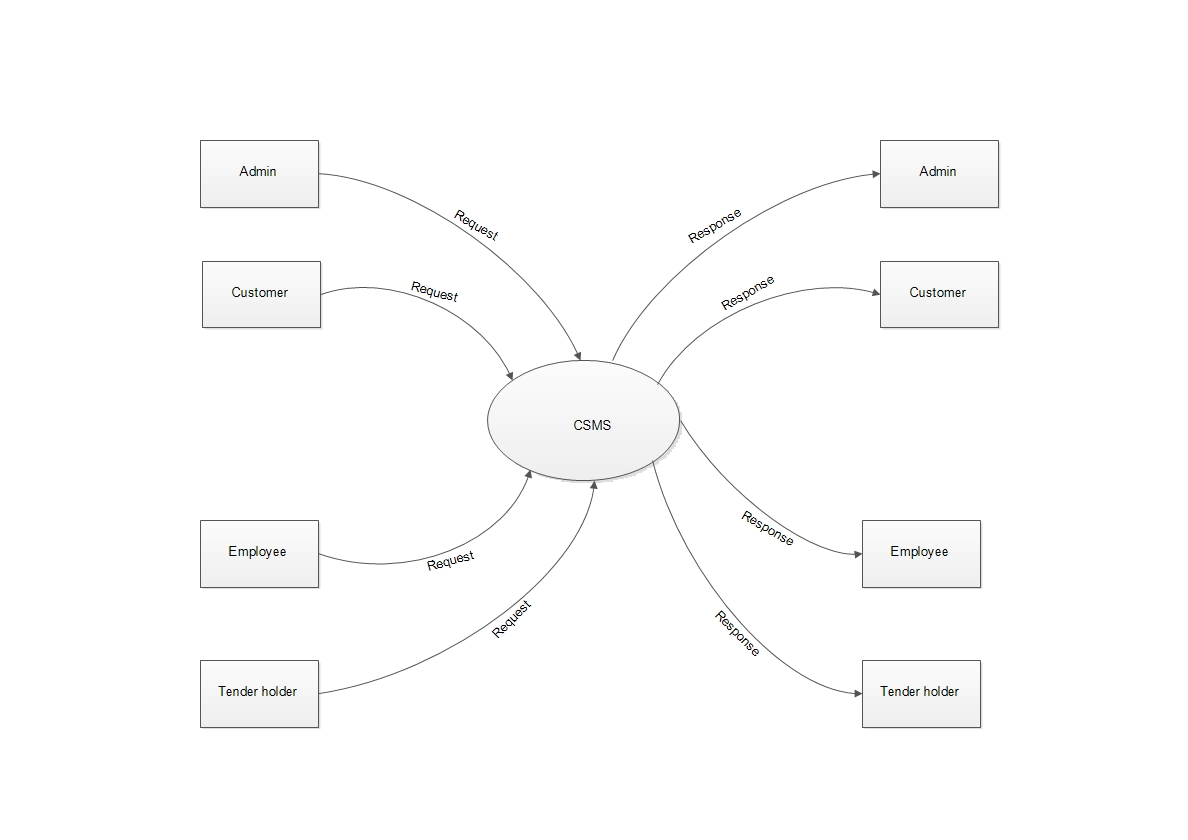 Admin
Admin
Request
Response
Customer
Customer
Request
Response
CSMS
Employee
Employee
Request
Response
Request
Response
Tender holder
Tender holder